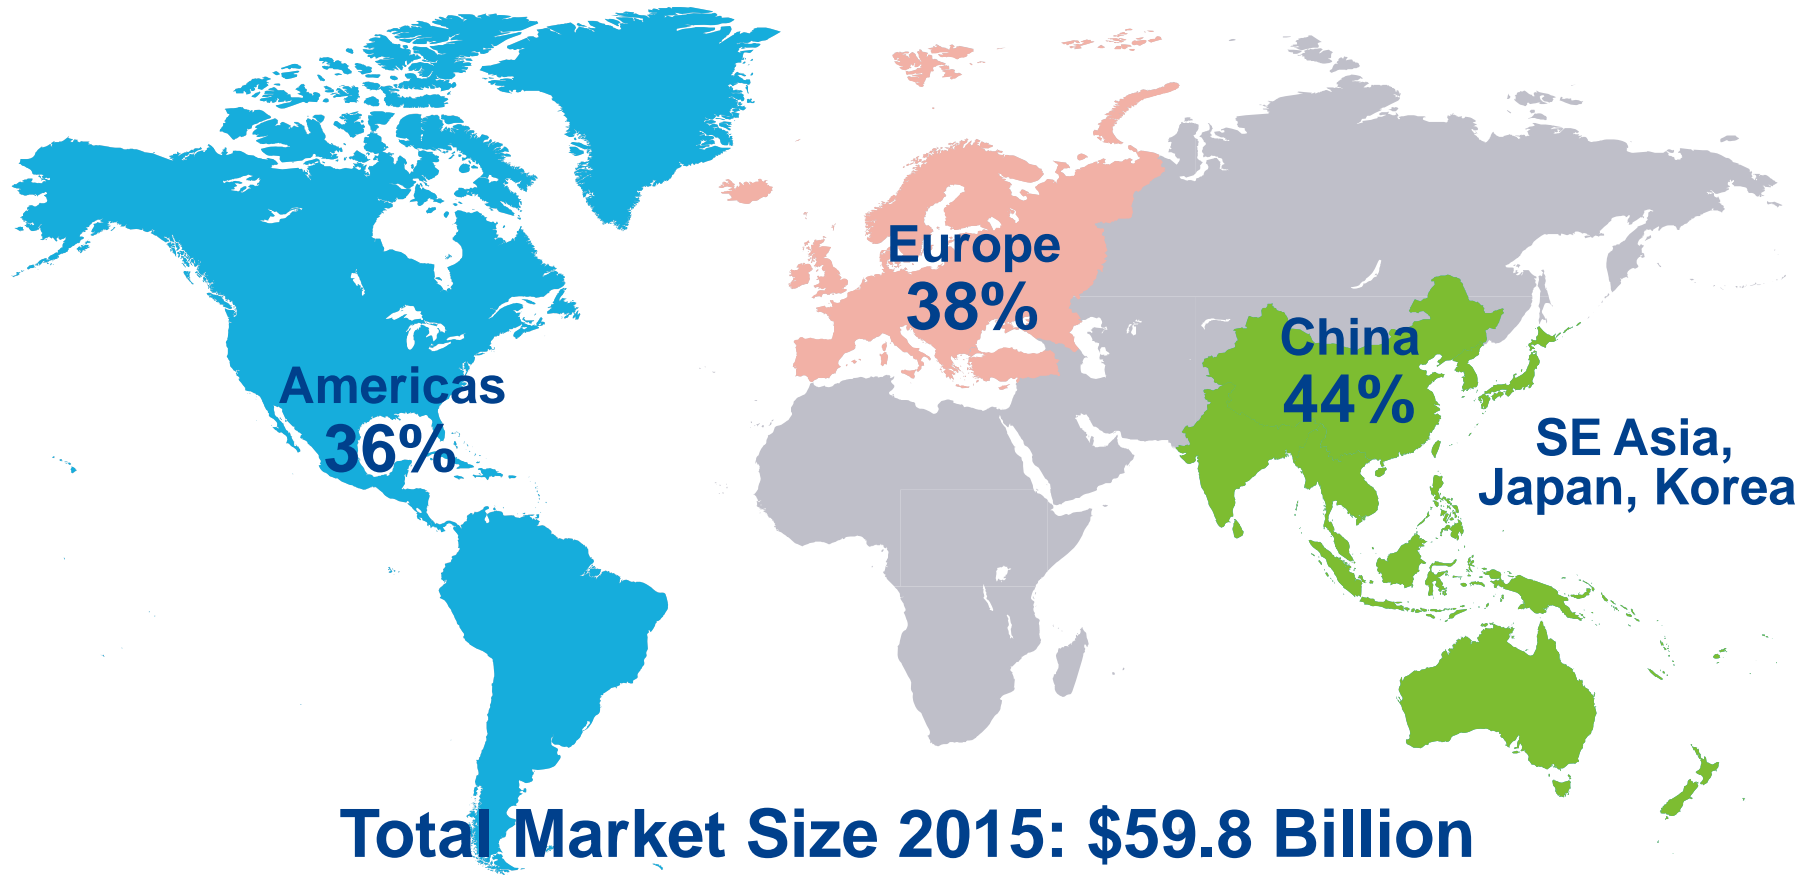 Europe
38%
China
44%
Americas
36%
SE Asia,
Japan, Korea
Total Market Size 2015: $59.8 Billion